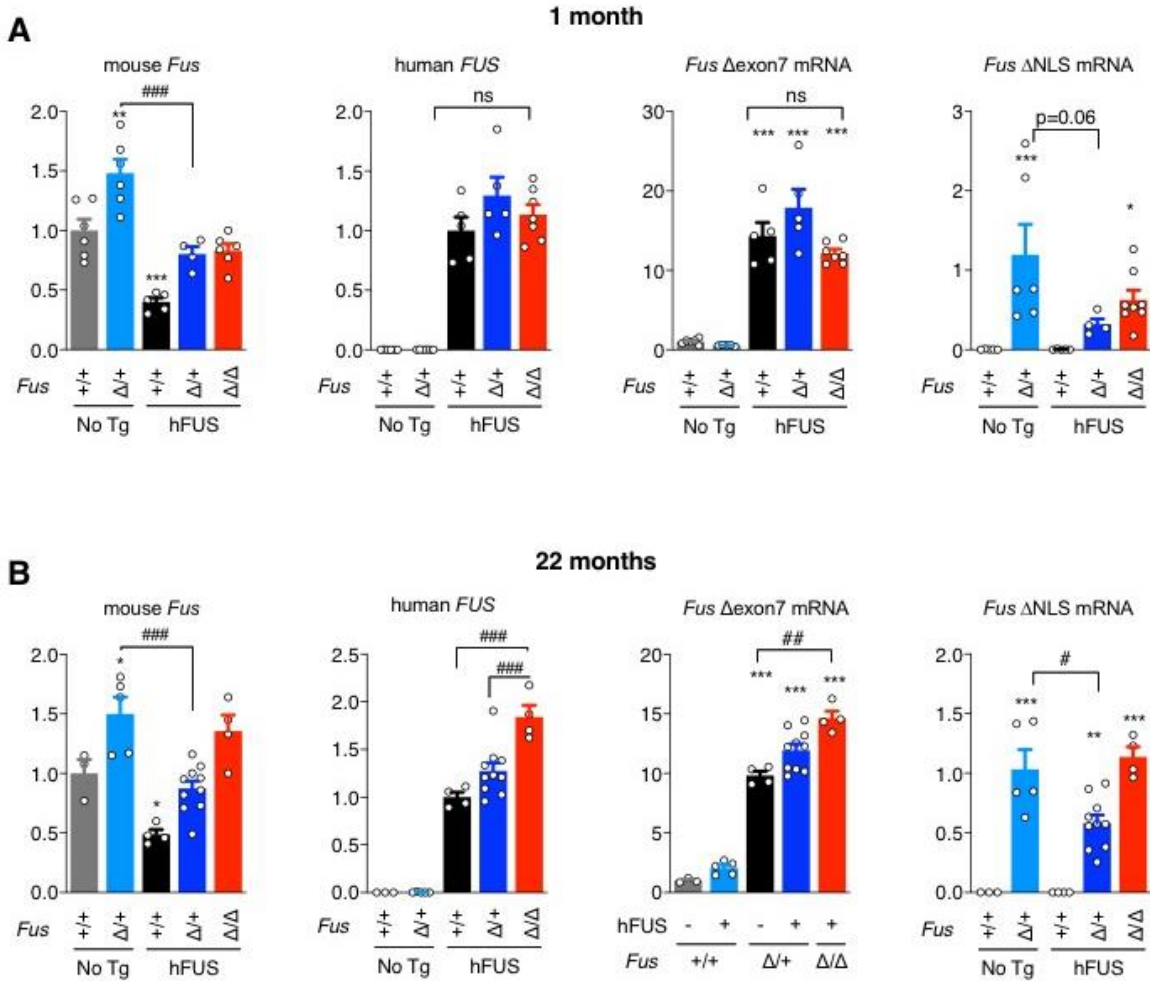 A
1 month
mouse Fus
###
**
***
2.0
1.5
1.0
0.5
0.0
Fus
+/+
Δ/+
+/+
Δ/+
Δ/Δ
No Tg
hFUS
human FUS
ns
2.0
1.5
1.0
0.5
0.0
Fus
+/+
Δ/+
+/+
Δ/+
Δ/Δ
No Tg
hFUS
Fus Δexon7 mRNA
ns
***
***
***
30
20
10
0
Fus
+/+
Δ/+
+/+
Δ/+
Δ/Δ
No Tg
hFUS
Fus ΔNLS mRNA
p=0.06
***
*
3
2
1
0
Fus
+/+
Δ/+
+/+
Δ/+
Δ/Δ
No Tg
hFUS
B
22 months
mouse Fus
###
*
*
2.0
1.5
1.0
0.5
0.0
Fus
+/+
Δ/+
+/+
Δ/+
Δ/Δ
No Tg
hFUS
human FUS
###
###
2.5
2.0
1.5
1.0
0.5
0.0
Fus
+/+
Δ/+
+/+
Δ/+
Δ/Δ
No Tg
hFUS
Fus Δexon7 mRNA
##
***
***
***
20
15
10
5
0
hFUS - + - + +
Fus +/+ Δ/+ Δ/Δ
Fus ΔNLS mRNA
#
***
**
***
2.0
1.5
1.0
0.5
0.0
Fus
+/+
Δ/+
+/+
Δ/+
Δ/Δ
No Tg
hFUS